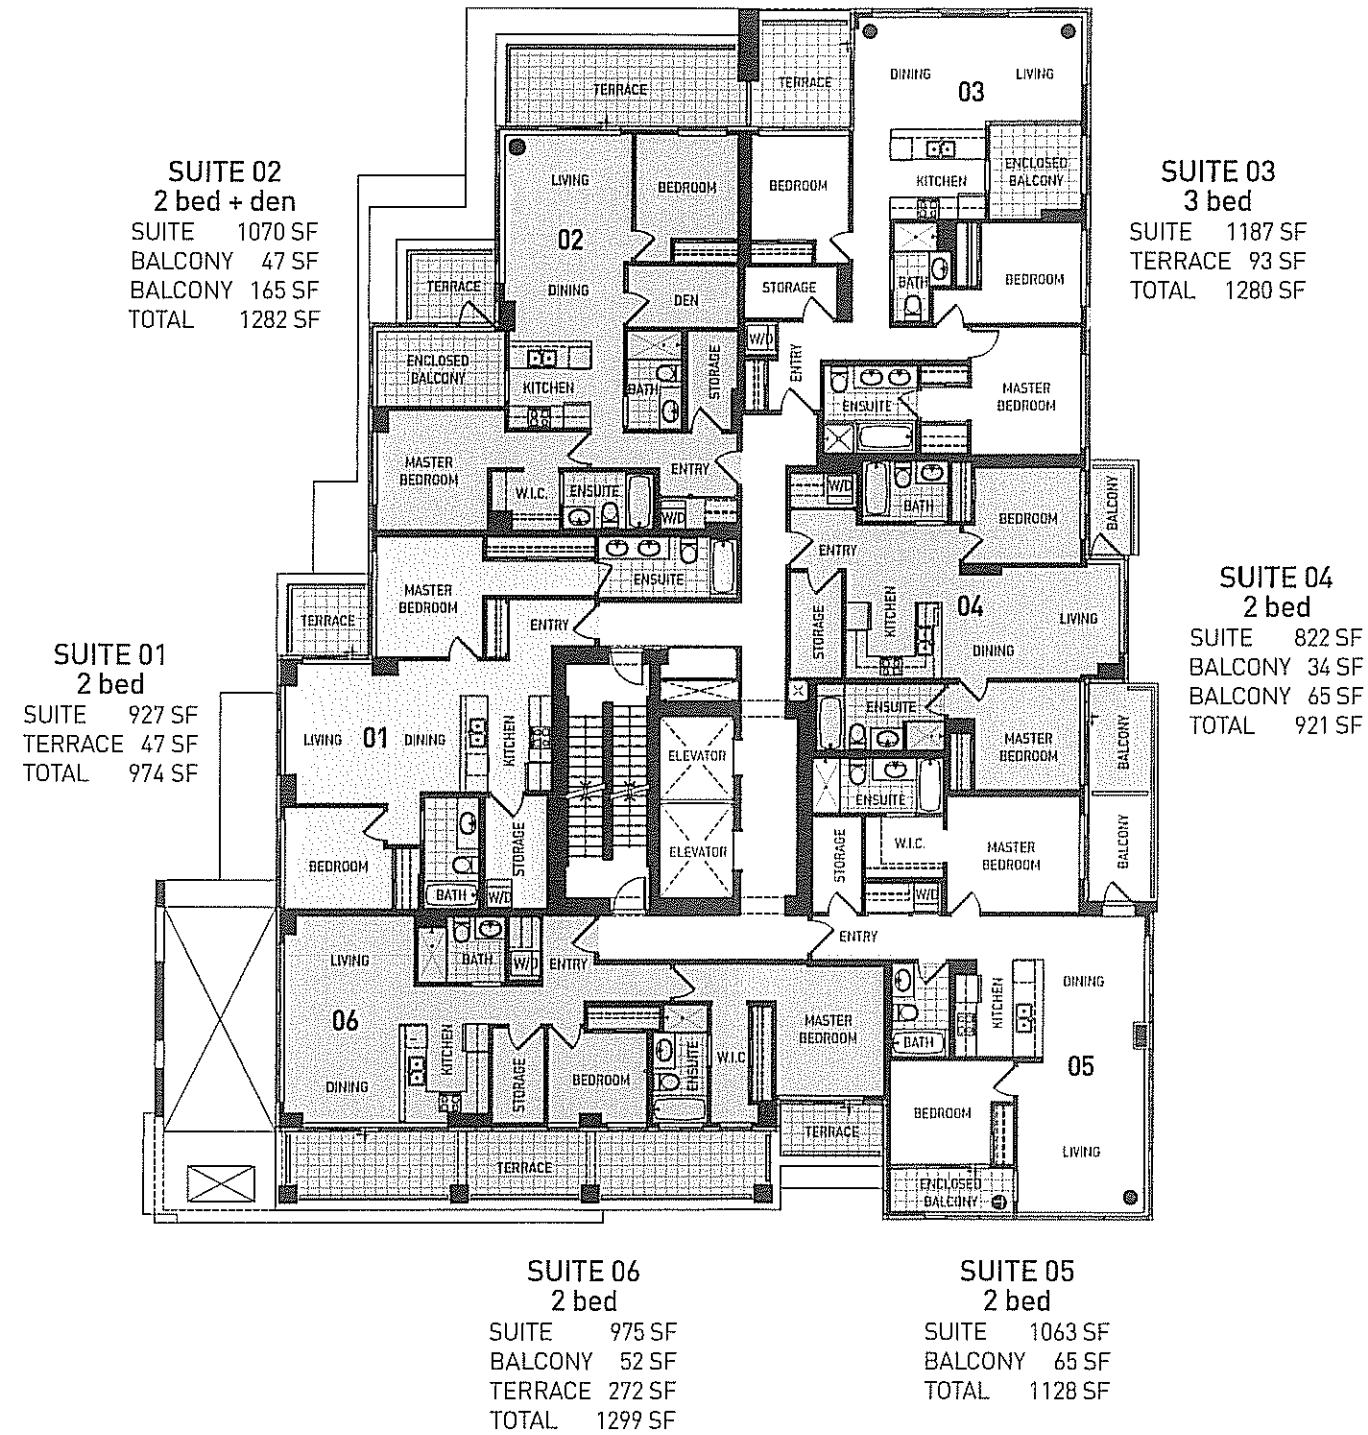 SUITE 02
2 bed + den
SUITE 1070 SF
BALCONY 47 SF
BALCONY 165 SF
TOTAL 1282 SF
SUITE 03
3 bed
SUITE 1187 SF
TERRACE 93 SF
TOTAL 1280 SF
SUITE 01
2 bed
SUITE 927 SF
TERRACE 47 SF
TOTAL 974 SF
SUITE 04
2 bed
SUITE 822 SF
BALCONY 34 SF
BALCONY 65 SF
TOTAL 921 SF
TERRACE
LIVING
BEDROOM
02
DINING
DEN
TERRACE
ENCLOSED
BALCONY
KITCHEN
BATH
STORAGE
MASTER
BEDROOM
W.I.C.
ENSUITE
ENTRY
W/D
TERRACE
DINING
LIVING
03
KITCHEN
ENCLOSED
BALCONY
BEDROOM
STORAGE
BATH
BEDROOM
W/D
ENTRY
ENSUITE
MASTER
BEDROOM
W/D
BATH
BEDROOM
BALCONY
ENTRY
STORAGE
KITCHEN
04
LIVING
DINING
ENSUITE
MASTER
BEDROOM
BALCONY
MASTER
BEDROOM
ENSUITE
TERRACE
ENTRY
LIVING
01
DINING
KITCHEN
BEDROOM
BATH
STORAGE
W/D
ELEVATOR
ELEVATOR
ENSUITE
W.I.C.
STORAGE
MASTER
BEDROOM
BALCONY
W/D
ENTRY
KITCHEN
DINING
BATH
05
BEDROOM
LIVING
ENCLOSED
BALCONY
LIVING
BATH
W/D
ENTRY
06
DINING
KITCHEN
STORAGE
BEDROOM
ENSUITE
W.I.C
MASTER
BEDROOM
TERRACE
TERRACE
SUITE 06
2 bed
SUITE 975 SF
BALCONY 52 SF
TERRACE 272 SF
TOTAL 1299 SF
SUITE 05
2 bed
SUITE 1063 SF
BALCONY 65 SF
TOTAL 1128 SF